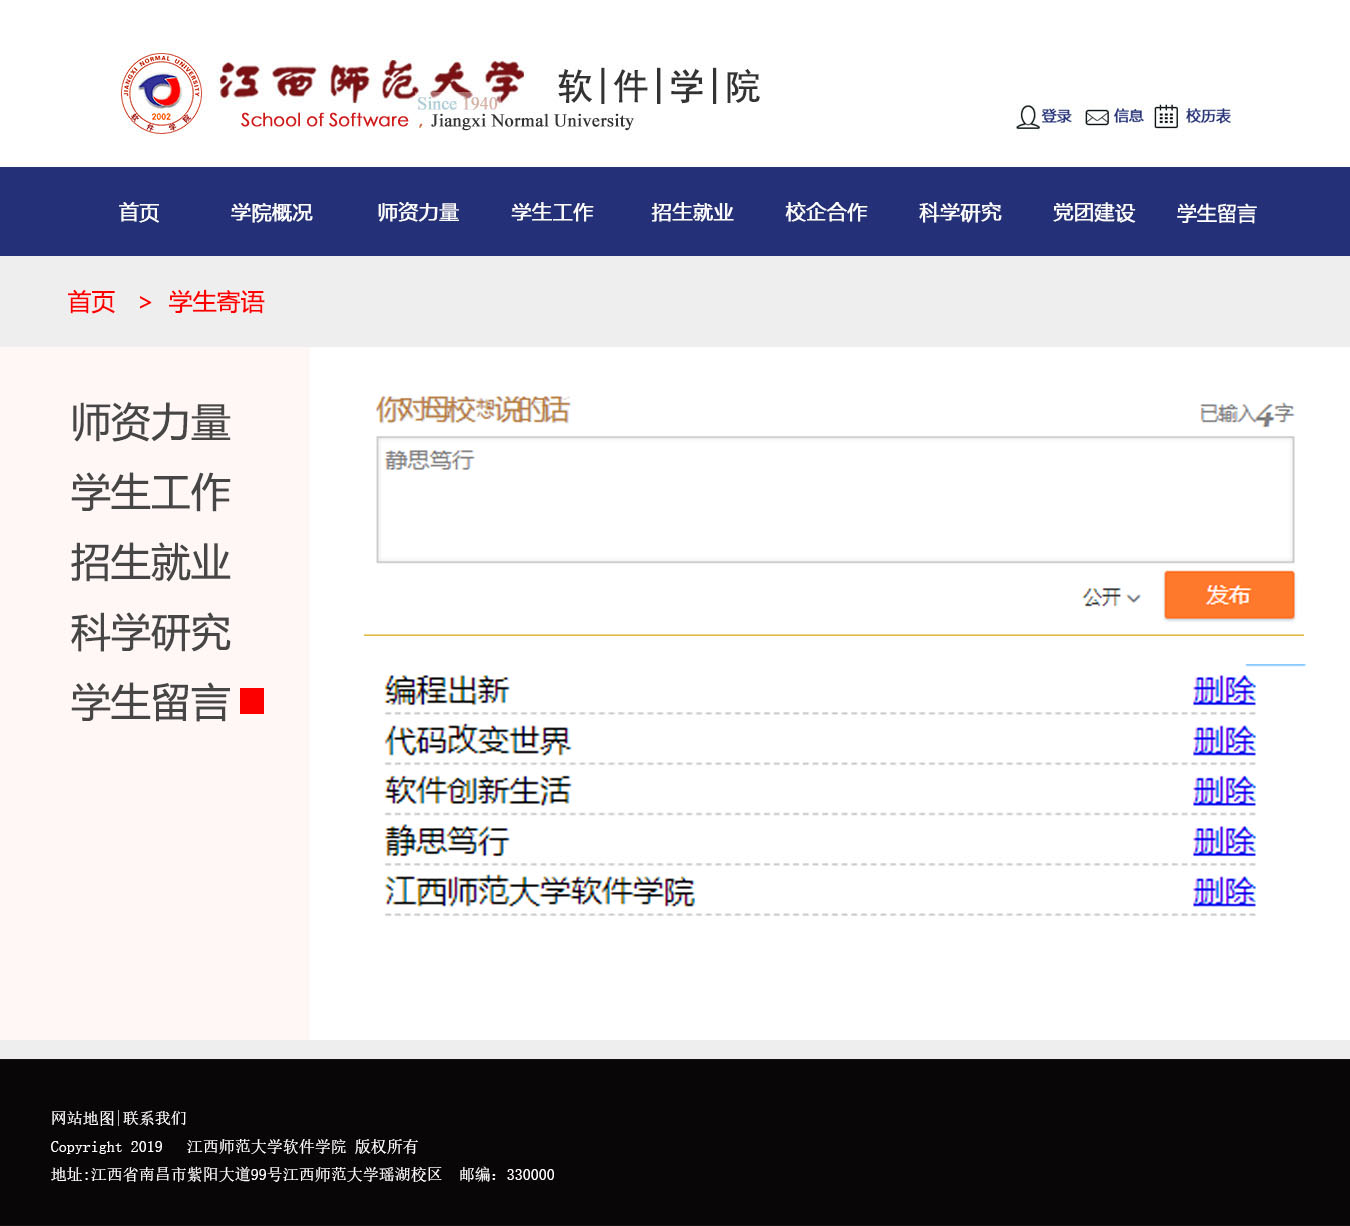 JIANGXI NORMAL UNIVERSITY
2002
软件学院
江西师范大学 软|件|学|院
Since 1940
School of Software , Jiangxi Normal University
登录 信息 校历表
首页 学院概况 师资力量 学生工作 招生就业 校企合作 科学研究 党团建设 学生留言
首页 > 学生寄语
师资力量
学生工作
招生就业
科学研究
学生留言
你对母校想说的话 已输入4字
静思笃行
公开 发布
编程出新 删除
代码改变世界 删除
软件创新生活 删除
静思笃行 删除
江西师范大学软件学院 删除
网站地图|联系我们
Copyright 2019 江西师范大学软件学院 版权所有
地址:江西省南昌市紫阳大道99号江西师范大学瑶湖校区 邮编：330000